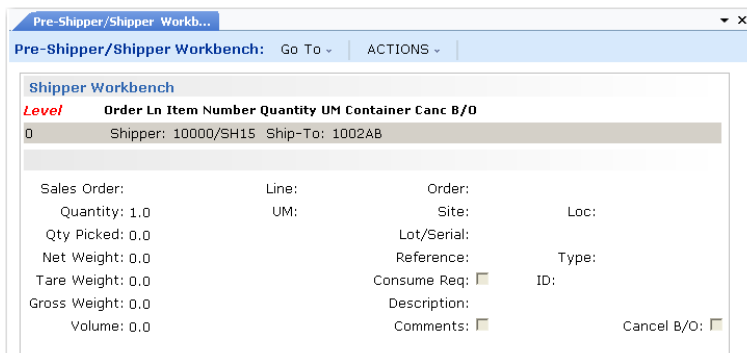 Pre-Shipper/Shipper Workb...
Pre-Shipper/Shipper Workbench: Go To ACTIONS
Shipper Workbench
Level Order Ln Item Number Quantity UM Container Canc B/O
0 Shipper: 10000/SH15 Ship-To: 1002AB
Sales Order: Line: Order:
Quantity: 1.0 UM: Site: Loc:
Qty Picked: 0.0 Lot/Serial:
Net Weight: 0.0 Reference: Type:
Tare Weight: 0.0 Consume Req: ID:
Gross Weight: 0.0 Description:
Volume: 0.0 Comments: Cancel B/O: